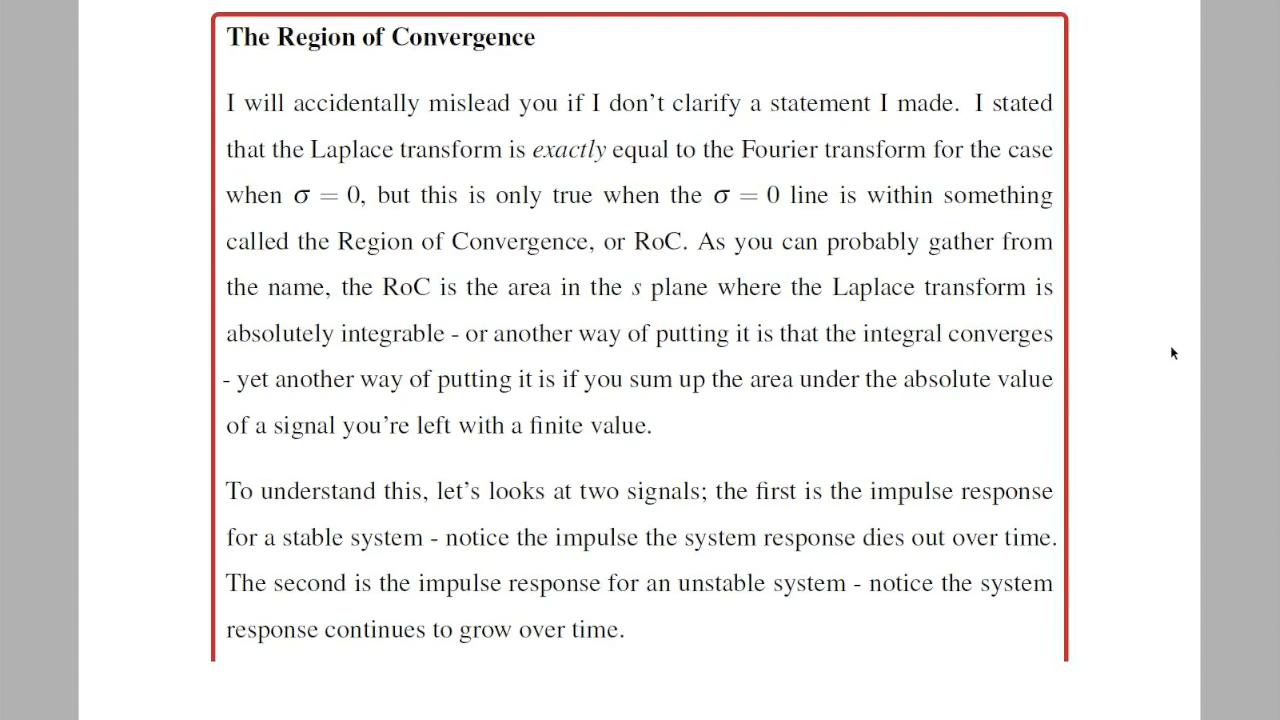 The Region of Convergence
I will accidentally mislead you if I don't clarify a statement I made. I stated
that the Laplace transform is exactly equal to the Fourier transform for the case
when σ = 0, but this is only true when the σ = 0 line is within something
called the Region of Convergence, or RoC. As you can probably gather from
the name, the RoC is the area in the s plane where the Laplace transform is
absolutely integrable - or another way of putting it is that the integral converges
- yet another way of putting it is if you sum up the area under the absolute value
of a signal you're left with a finite value.
To understand this, let's looks at two signals; the first is the impulse response
for a stable system - notice the impulse the system response dies out over time.
The second is the impulse response for an unstable system - notice the system
response continues to grow over time.